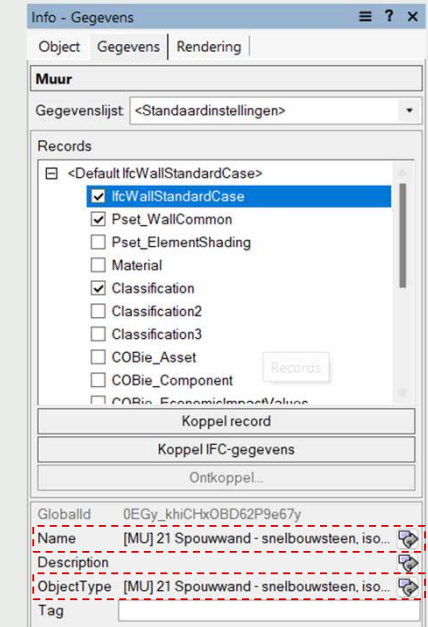 Info - Gegevens ≡ ? ×
Object Gegevens Rendering
Muur
Gegevenslijst <Standaardinstellingen>
Records
<Default IfcWallStandardCase>
IfcWallStandardCase
Pset_WallCommon
Pset_ElementShading
Material
Classification
Classification2
Classification3
COBie_Asset
Records
COBie_Component
COBie_EconomicImpactValues
Koppel record
Koppel IFC-gegevens
Ontkoppel...
GlobalId 0EGy_khiCHxOBD62P9e67y
Name [MU] 21 Spouwwand - snelbouwsteen, iso...
Description
ObjectType [MU] 21 Spouwwand - snelbouwsteen, iso...
Tag